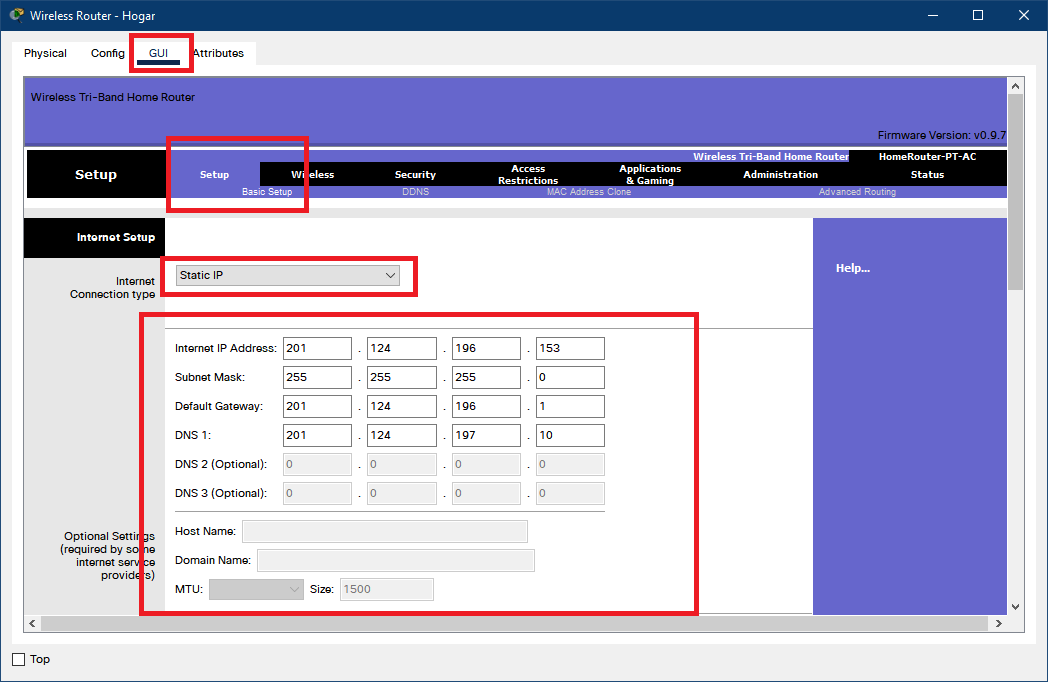 Wireless Router - Hogar
Physical Config GUI Attributes
Wireless Tri-Band Home Router
Firmware Version: v0.9.7
Wireless Tri-Band Home Router HomeRouter-PT-AC
Setup Setup Wireless Security Access Restrictions Applications & Gaming Administration Status
Basic Setup DDNS MAC Address Clone Advanced Routing
Internet Setup
Help...
Internet
Connection type
Static IP
Internet IP Address: 201 . 124 . 196 . 153
Subnet Mask: 255 . 255 . 255 . 0
Default Gateway: 201 . 124 . 196 . 1
DNS 1: 201 . 124 . 197 . 10
DNS 2 (Optional): 0 . 0 . 0 . 0
DNS 3 (Optional): 0 . 0 . 0 . 0
Optional Settings
(required by some
internet service
providers)
Host Name:
Domain Name:
MTU: Size: 1500
Top